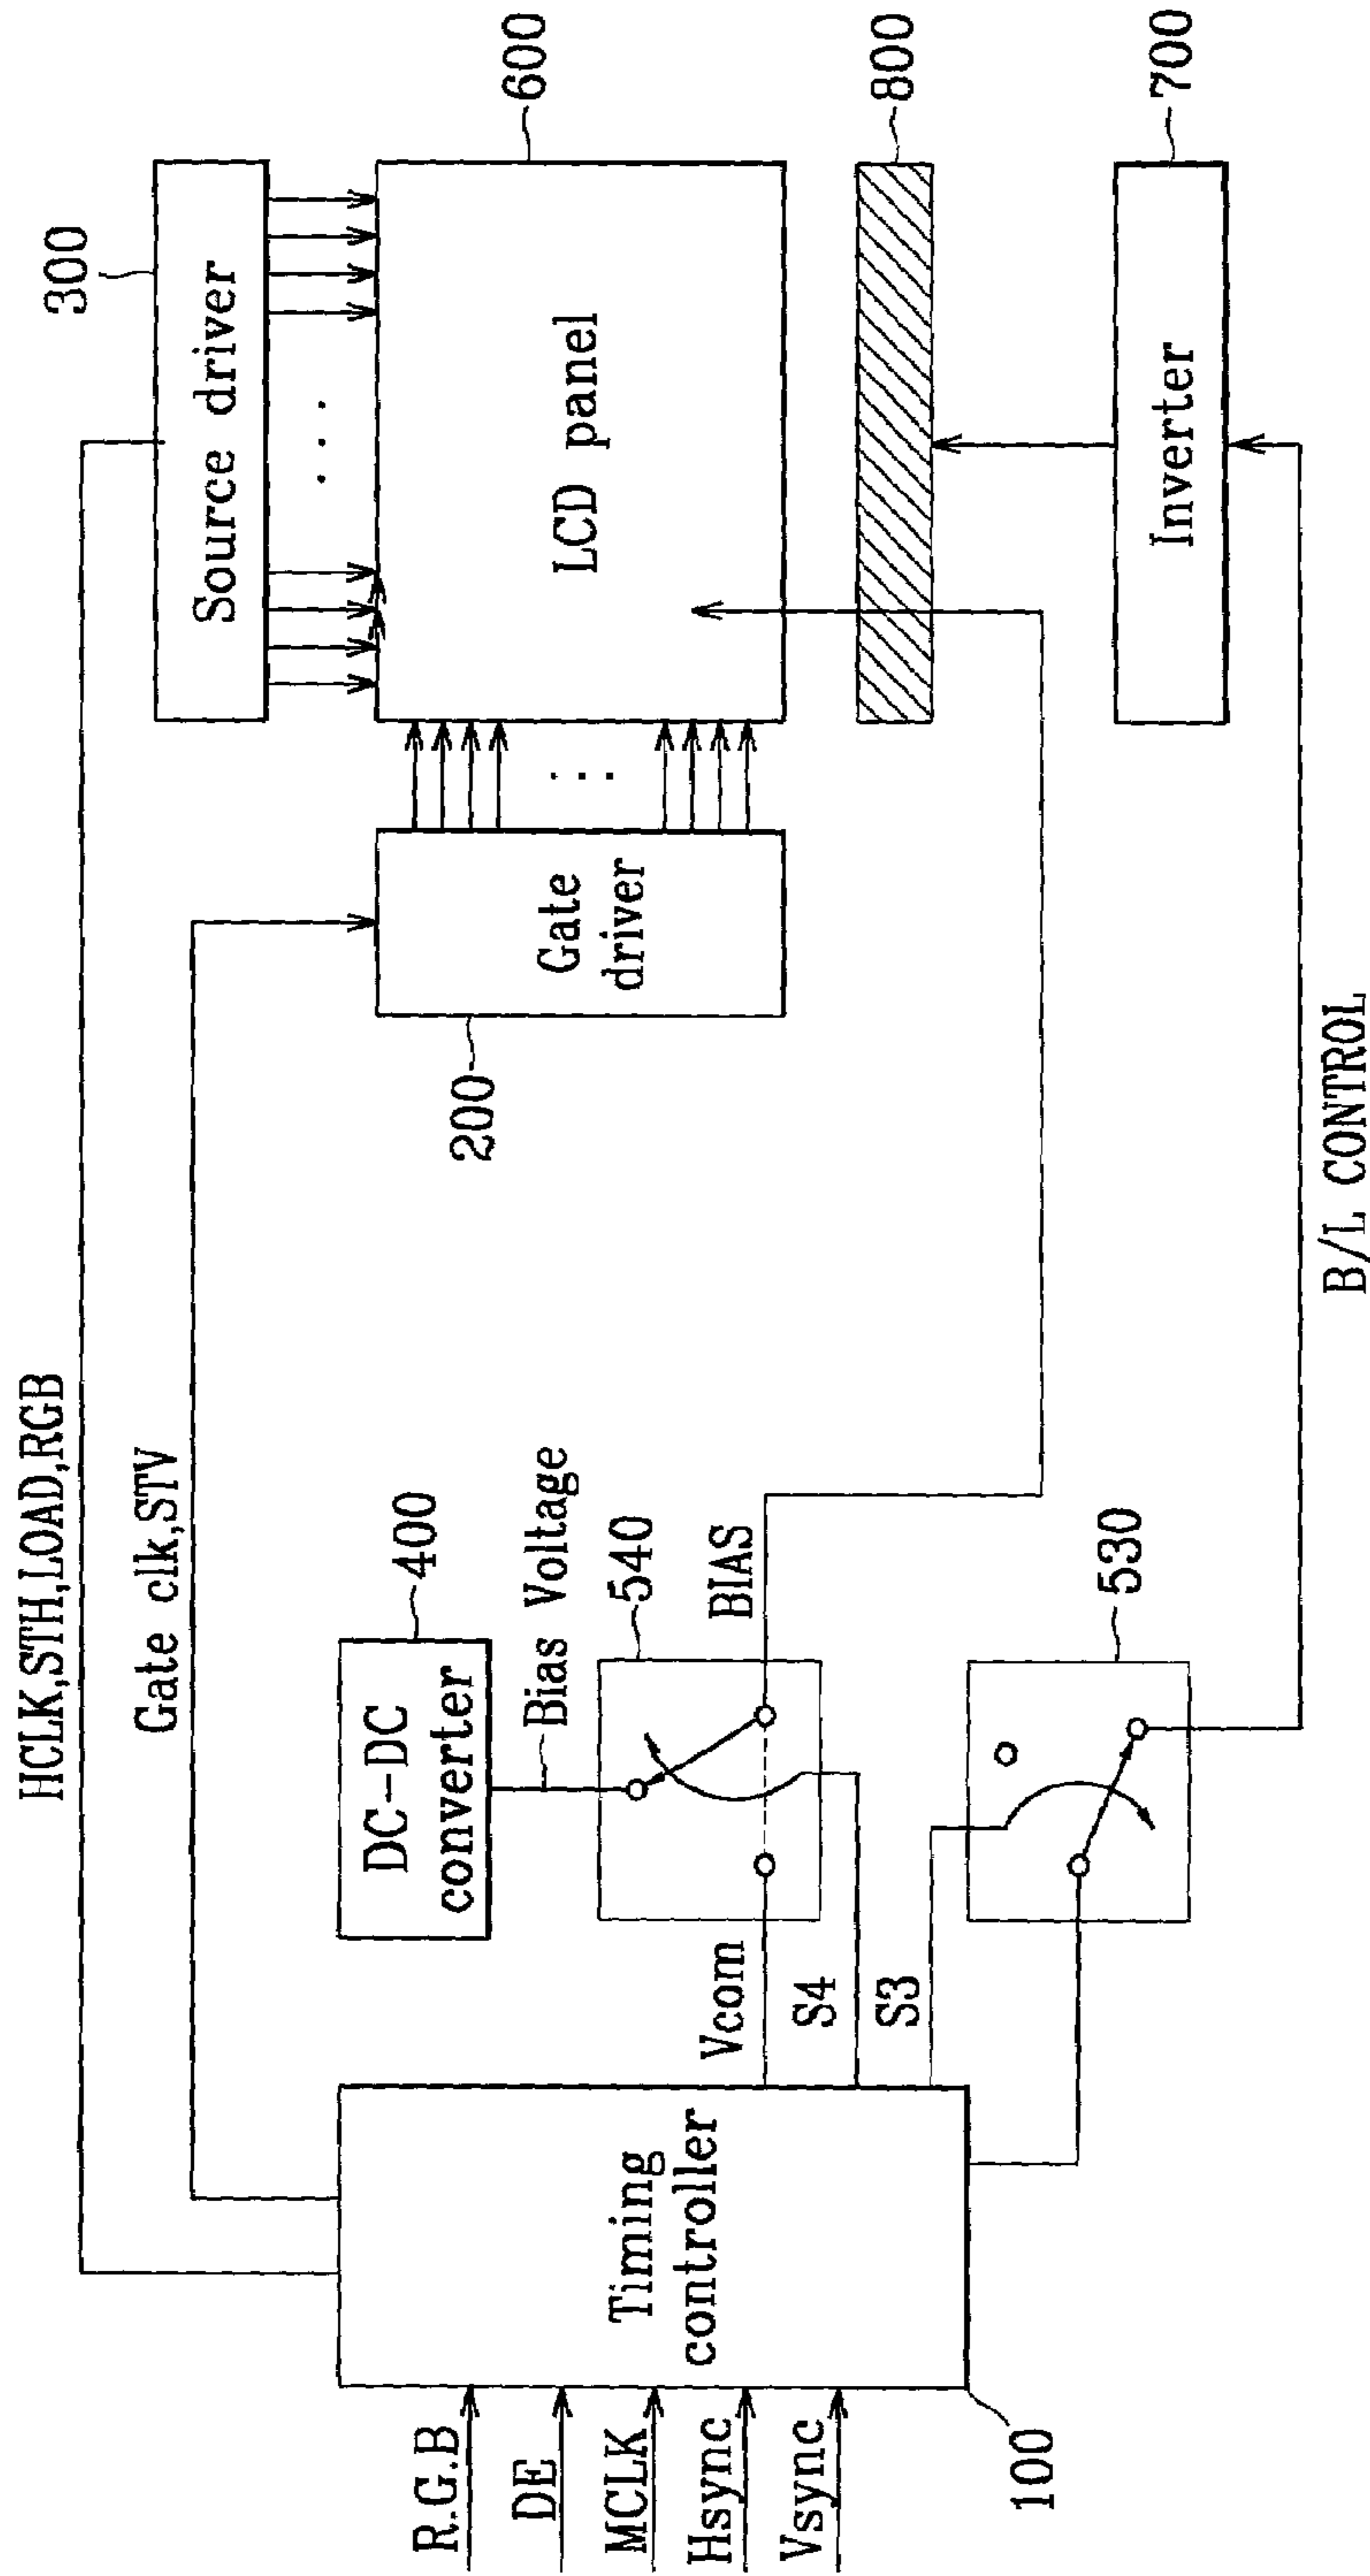 HCLK,STH,LOAD,RGB
Gate clk,STV
300
Source driver
600
LCD panel
200
Gate
driver
400
DC-DC
converter
Bias Voltage
540
BIAS
Vcom
S4
S3
530
800
700
Inverter
B/L CONTROL
Timing
controller
100
R.G.B
DE
MCLK
Hsync
Vsync